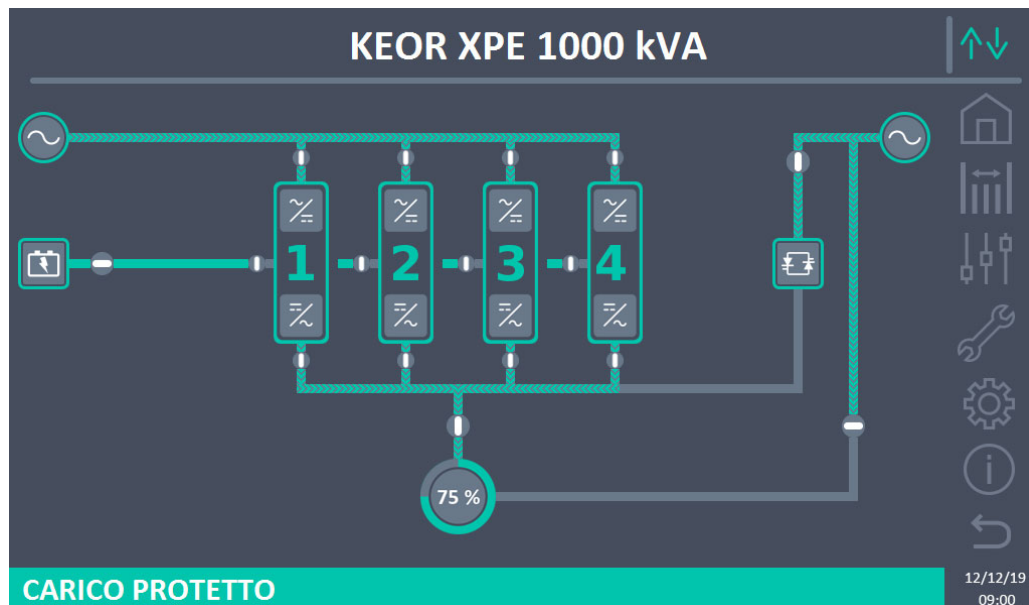 KEOR XPE 1000 kVA
1 2 3 4
75 %
CARICO PROTETTO
12/12/19
09:00